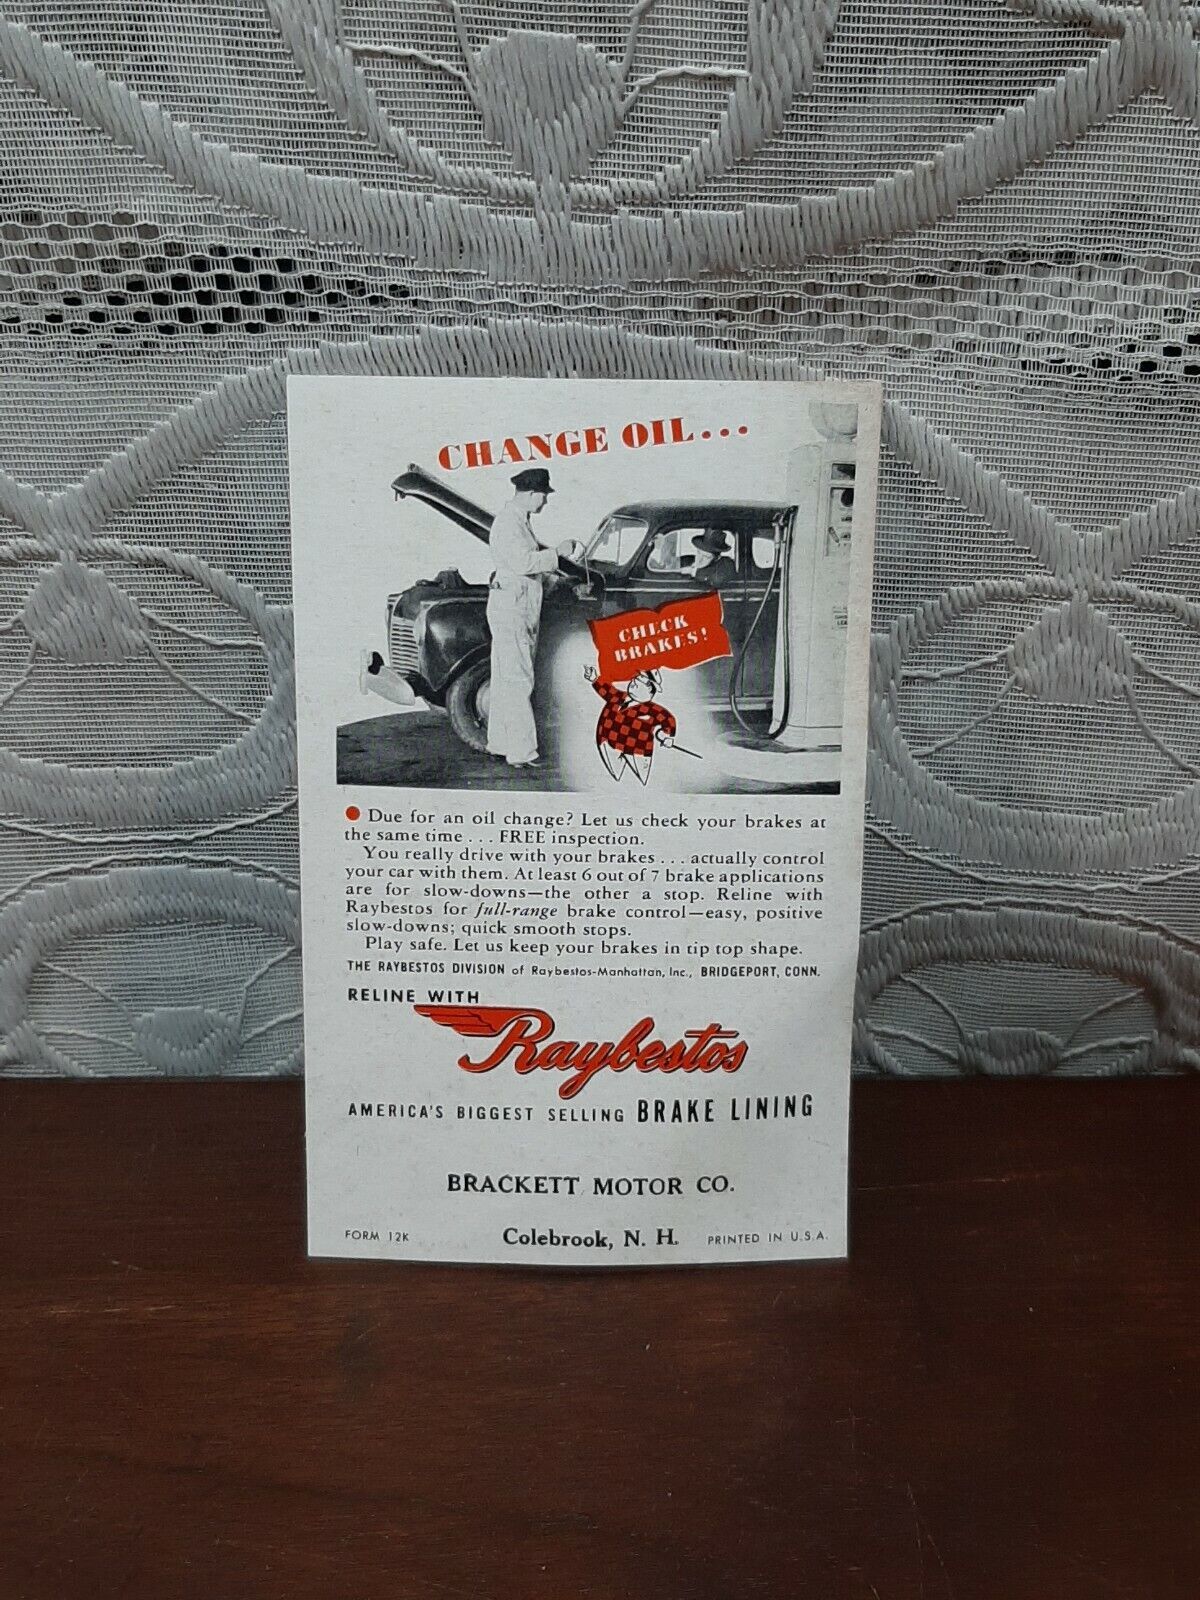 CHANGE OIL...
CHECK
BRAKES!
● Due for an oil change? Let us check your brakes at
the same time ... FREE inspection.
You really drive with your brakes ... actually control
your car with them. At least 6 out of 7 brake applications
are for slow-downs—the other a stop. Reline with
Raybestos for full-range brake control—easy, positive
slow-downs; quick smooth stops.
Play safe. Let us keep your brakes in tip top shape.
THE RAYBESTOS DIVISION of Raybestos-Manhattan, Inc., BRIDGEPORT, CONN.
RELINE WITH
Raybestos
AMERICA'S BIGGEST SELLING BRAKE LINING
BRACKETT MOTOR CO.
FORM 12K Colebrook, N. H. PRINTED IN U.S.A.